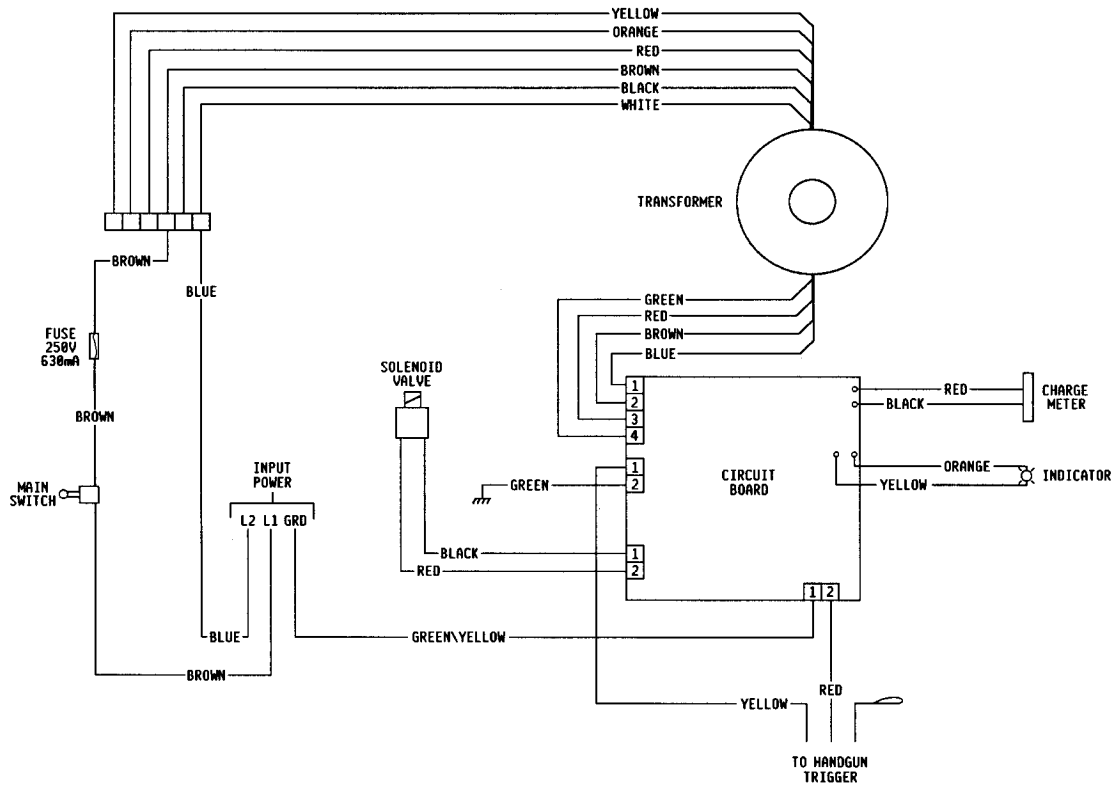 YELLOW
ORANGE
RED
BROWN
BLACK
WHITE
TRANSFORMER
BROWN
BLUE
GREEN
RED
BROWN
BLUE
FUSE
250V
630mA
SOLENOID
VALVE
1
2
3
4
RED
BLACK
CHARGE
METER
BROWN
INPUT
POWER
MAIN
SWITCH
L2 L1 GRD
GREEN
1
2
CIRCUIT
BOARD
ORANGE
YELLOW
INDICATOR
BLACK
RED
1
2
1 2
BLUE
GREEN\YELLOW
BROWN
RED
YELLOW
TO HANDGUN
TRIGGER